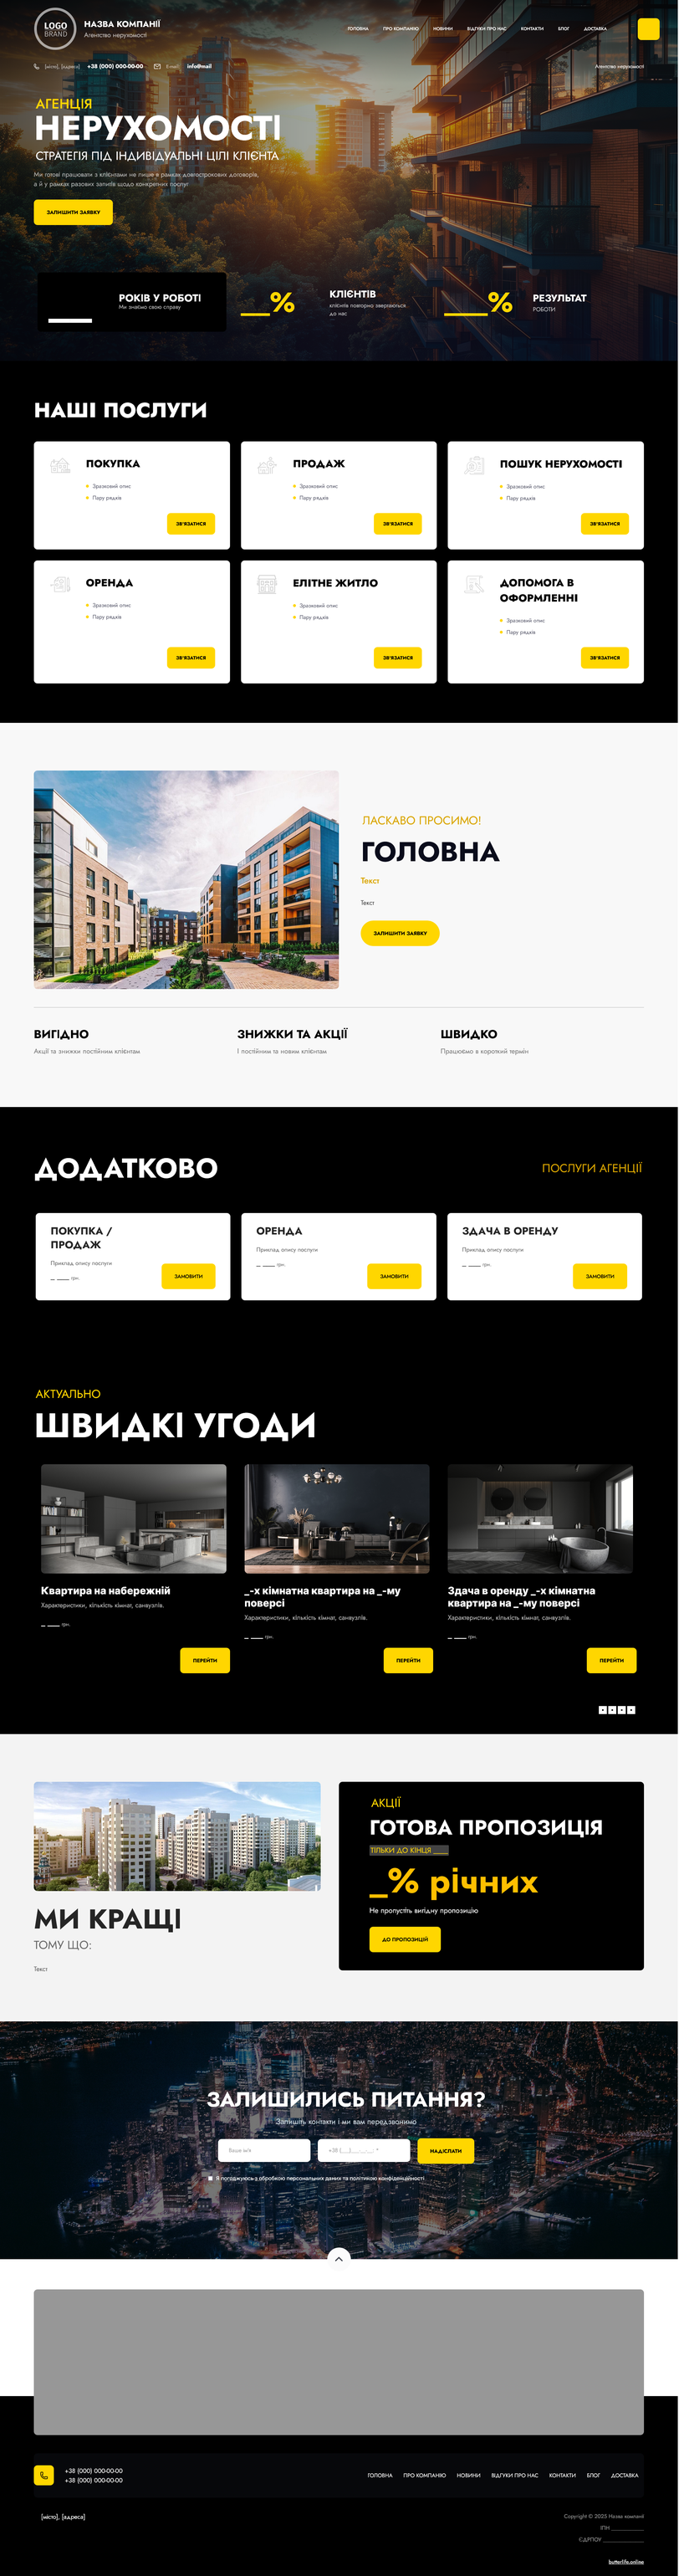 LOGO
BRAND
НАЗВА КОМПАНІЇ
Агентство нерухомості
ГОЛОВНА ПРО КОМПАНІЮ НОВИНИ ВІДГУКИ ПРО НАС КОНТАКТИ БЛОГ ДОСТАВКА
[місто], [адреса] +38 (000) 000-00-00 E-mail: info@mail Агентство нерухомості
АГЕНЦІЯ
НЕРУХОМОСТІ
СТРАТЕГІЯ ПІД ІНДИВІДУАЛЬНІ ЦІЛІ КЛІЄНТА
Ми готові працювати з клієнтами не лише в рамках довгострокових договорів,
а й у рамках разових запитів щодо конкретних послуг
ЗАЛИШИТИ ЗАЯВКУ
РОКІВ У РОБОТІ
Ми знаємо свою справу
__%
КЛІЄНТІВ
клієнтів повторно звертаються
до нас
___%
РЕЗУЛЬТАТ
РОБОТИ
НАШІ ПОСЛУГИ
ПОКУПКА
Зразковий опис
Пару рядків
ЗВ'ЯЗАТИСЯ
ПРОДАЖ
Зразковий опис
Пару рядків
ЗВ'ЯЗАТИСЯ
ПОШУК НЕРУХОМОСТІ
Зразковий опис
Пару рядків
ЗВ'ЯЗАТИСЯ
ОРЕНДА
Зразковий опис
Пару рядків
ЗВ'ЯЗАТИСЯ
ЕЛІТНЕ ЖИТЛО
Зразковий опис
Пару рядків
ЗВ'ЯЗАТИСЯ
ДОПОМОГА В
ОФОРМЛЕННІ
Зразковий опис
Пару рядків
ЗВ'ЯЗАТИСЯ
ЛАСКАВО ПРОСИМО!
ГОЛОВНА
Текст
Текст
ЗАЛИШИТИ ЗАЯВКУ
ВИГІДНО
Акції та знижки постійним клієнтам
ЗНИЖКИ ТА АКЦІЇ
І постійним та новим клієнтам
ШВИДКО
Працюємо в короткий термін
ДОДАТКОВО
ПОСЛУГИ АГЕНЦІЇ
ПОКУПКА /
ПРОДАЖ
Приклад опису послуги
_ ___ грн.
ЗАМОВИТИ
ОРЕНДА
Приклад опису послуги
_ ___ грн.
ЗАМОВИТИ
ЗДАЧА В ОРЕНДУ
Приклад опису послуги
_ ___ грн.
ЗАМОВИТИ
АКТУАЛЬНО
ШВИДКІ УГОДИ
Квартира на набережній
Характеристики, кількість кімнат, санвузлів.
_ ___ грн.
ПЕРЕЙТИ
_-х кімнатна квартира на _-му
поверсі
Характеристики, кількість кімнат, санвузлів.
_ ___ грн.
ПЕРЕЙТИ
Здача в оренду _-х кімнатна
квартира на _-му поверсі
Характеристики, кількість кімнат, санвузлів.
_ ___ грн.
ПЕРЕЙТИ
МИ КРАЩІ
ТОМУ ЩО:
Текст
АКЦІЇ
ГОТОВА ПРОПОЗИЦІЯ
ТІЛЬКИ ДО КІНЦЯ ____
_% річних
Не пропустіть вигідну пропозицію
ДО ПРОПОЗИЦІЙ
ЗАЛИШИЛИСЬ ПИТАННЯ?
Залишіть контакти і ми вам передзвонимо
Ваше ім'я
+38 (___)___-_-_ *
НАДІСЛАТИ
Я погоджуюсь з обробкою персональних даних та політикою конфіденційності
+38 (000) 000-00-00
+38 (000) 000-00-00
ГОЛОВНА ПРО КОМПАНІЮ НОВИНИ ВІДГУКИ ПРО НАС КОНТАКТИ БЛОГ ДОСТАВКА
[місто], [адреса]
Copyright © 2025 Назва компанії
ІПН ____________
ЄДРПОУ ______________
butterlife.online